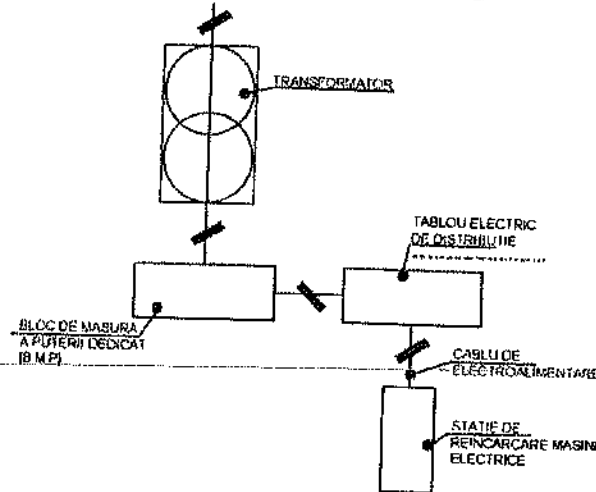 TRANSFORMATOR
TABLOU ELECTRIC
DE DISTRIBUTIE
BLOC DE MASURA
A PUTERII DEDICAT
(B.M.P)
CABLU DE
ELECTROALIMENTARE
STATIE DE
REINCARCARE MASINI
ELECTRICE